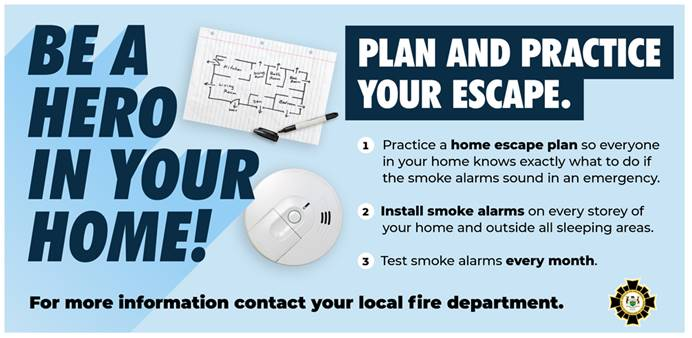 BE A
HERO
IN YOUR
HOME!
Kitchen
Living
Room
PLAN AND PRACTICE
YOUR ESCAPE.
1 Practice a home escape plan so everyone
in your home knows exactly what to do if
the smoke alarms sound in an emergency.
2 Install smoke alarms on every storey of
your home and outside all sleeping areas.
3 Test smoke alarms every month.
For more information contact your local fire department.